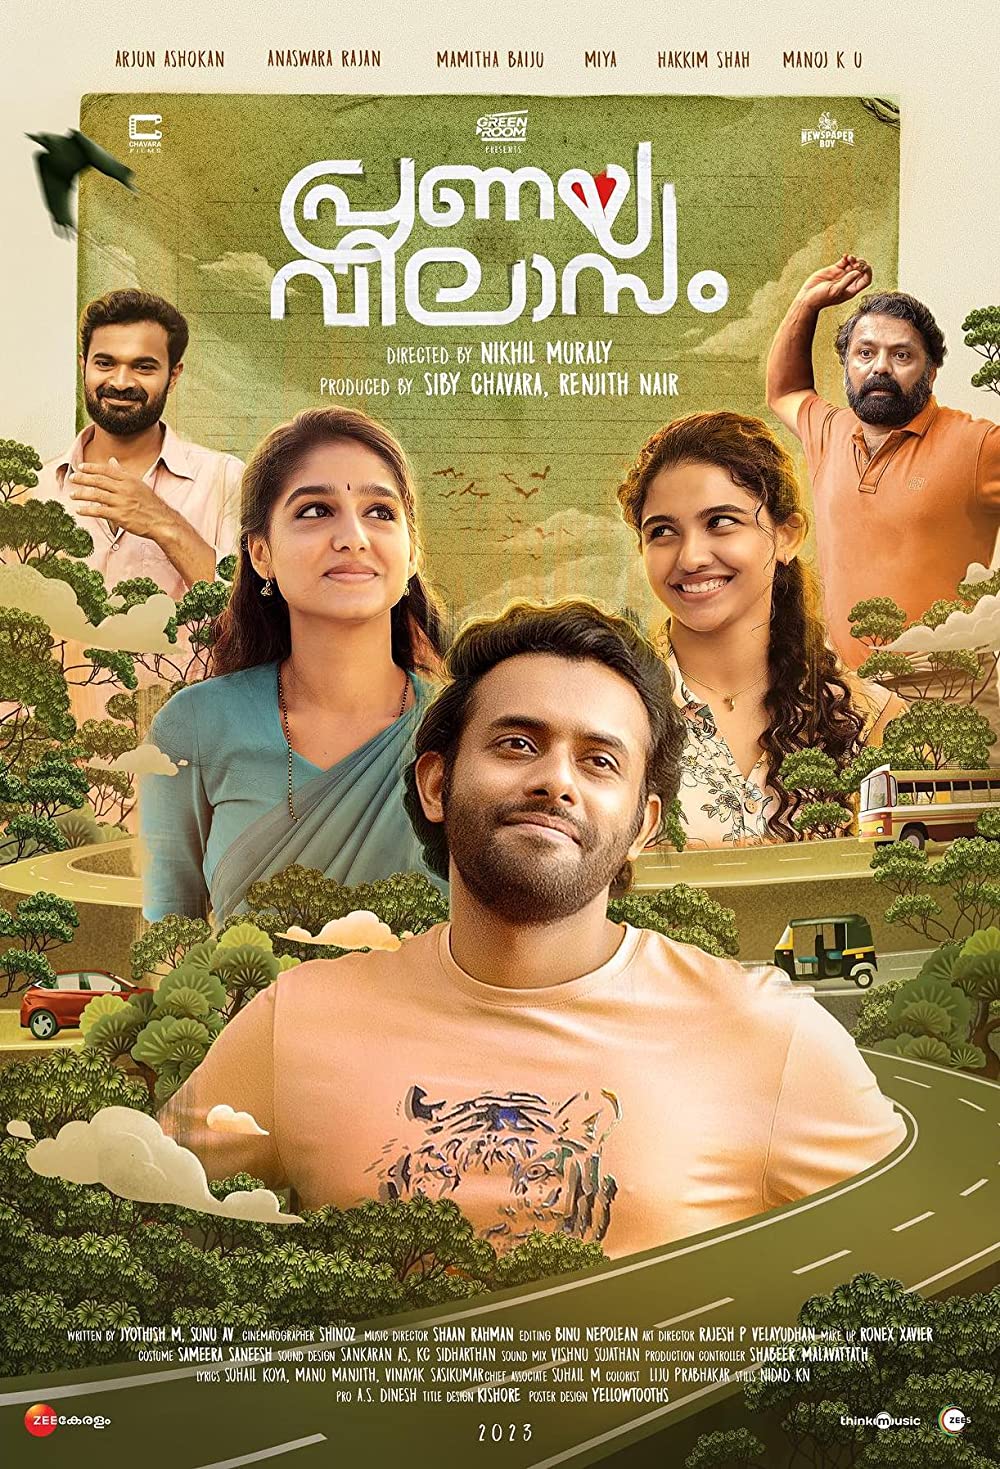 ARJUN ASHOKAN ANASWARA RAJAN MAMITHA BAIJU MIYA HAKKIM SHAH MANOJ K U
CHAVARA FILMS
GREEN ROOM PRESENTS
NEWSPAPER BOY
പ്രണയ
വിലാസം
DIRECTED BY NIKHIL MURALY
PRODUCED BY SIBY CHAVARA, RENJITH NAIR
WRITTEN BY JYOTHISH M, SUNU AV CINEMATOGRAPHER SHINOZ MUSIC DIRECTOR SHAAN RAHMAN EDITING BINU NEPOLEAN ART DIRECTOR RAJESH P VELAYUDHAN MAKE UP RONEX XAVIER
COSTUME SAMEERA SANEESH SOUND DESIGN SANKARAN AS, KC SIDHARTHAN SOUND MIX VISHNU SUJATHAN PRODUCTION CONTROLLER SHABEER MALAVATTATH
LYRICS SUHAIL KOYA, MANU MANJITH, VINAYAK SASIKUMAR CHIEF ASSOCIATE SUHAIL M COLORIST LIJU PRABHAKAR STILLS NIDAD KN
PRO A.S. DINESH TITLE DESIGN KISHORE POSTER DESIGN YELLOWTOOTHS
ZEE കേരളം
2023
think music
ZEE5